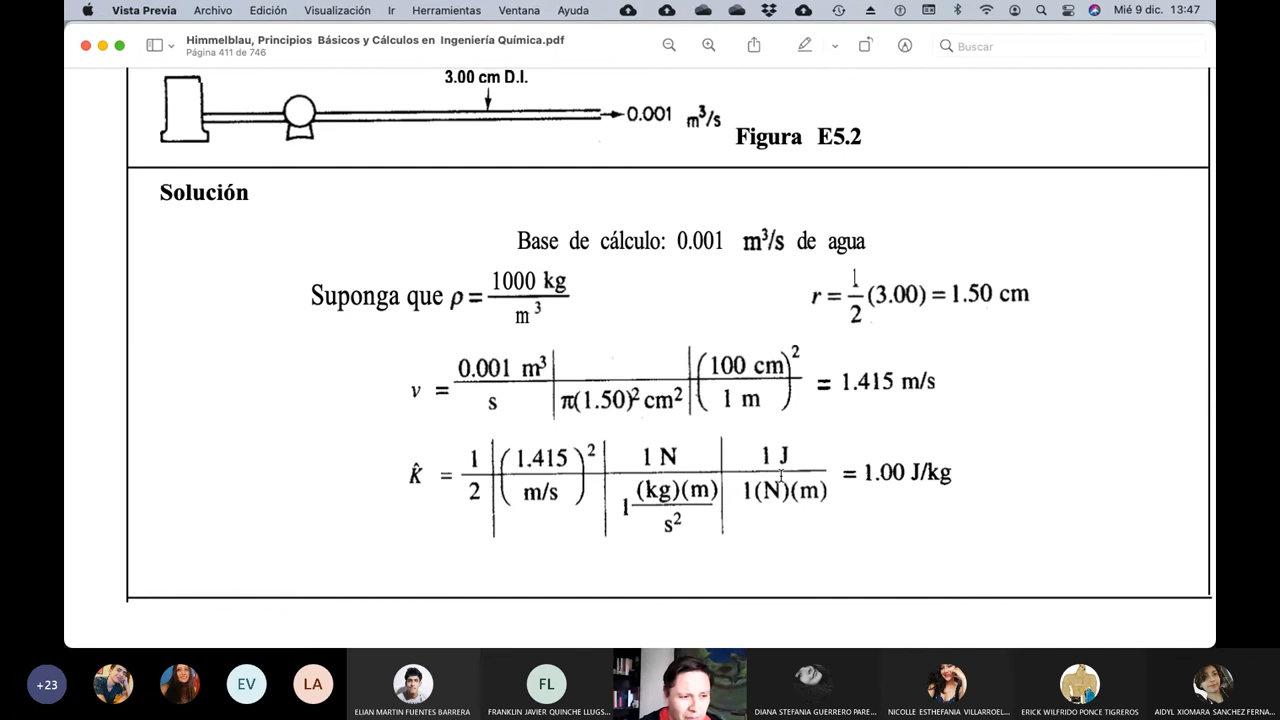 Vista Previa Archivo Edición Visualización Ir Herramientas Ventana Ayuda Mié 9 dic. 13:47
Himmelblau, Principios Básicos y Cálculos en Ingeniería Química.pdf
Página 411 de 746
Buscar
3.00 cm D.I.
0.001 m³/s
Figura E5.2
Solución
Base de cálculo: 0.001 m³/s de agua
Suponga que ρ = 1000 kg / m³
r = 1/2 (3.00) = 1.50 cm
v = 0.001 m³ / s | / π(1.50)² cm² | (100 cm / 1 m)² = 1.415 m/s
K̂ = 1/2 | (1.415 / m/s)² | 1 N / 1 (kg)(m)/s² | 1 J / 1(N)(m) = 1.00 J/kg
+23
EV
LA
ELIAN MARTIN FUENTES BARRERA
FL
FRANKLIN JAVIER QUINCHE LLUGS...
DIANA STEFANIA GUERRERO PARE...
NICOLLE ESTHEFANIA VILLARROEL...
ERICK WILFRIDO PONCE TIGREROS
AIDYL XIOMARA SANCHEZ FERNA...